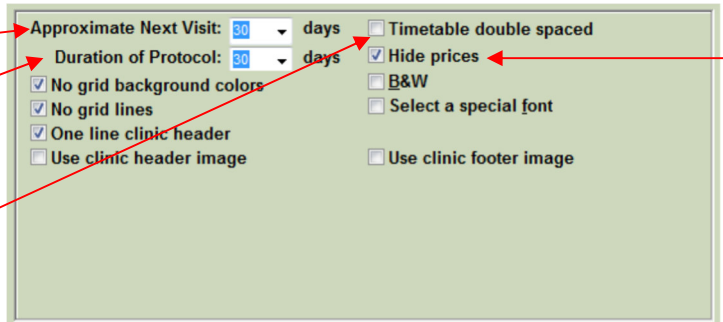 Approximate Next Visit: 30 days
Duration of Protocol: 30 days
No grid background colors
No grid lines
One line clinic header
Use clinic header image
Timetable double spaced
Hide prices
B&W
Select a special font
Use clinic footer image